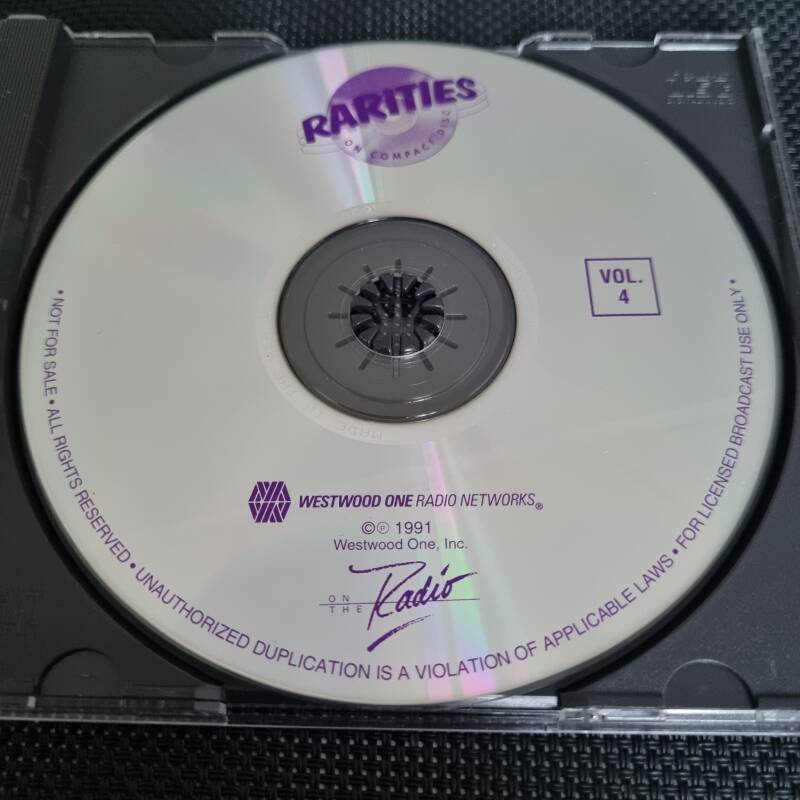 RARITIES
ON COMPACT DISC
VOL.
4
WESTWOOD ONE RADIO NETWORKS®
©℗ 1991
Westwood One, Inc.
ON THE Radio
• NOT FOR SALE • ALL RIGHTS RESERVED • UNAUTHORIZED DUPLICATION IS A VIOLATION OF APPLICABLE LAWS • FOR LICENSED BROADCAST USE ONLY •
MADE